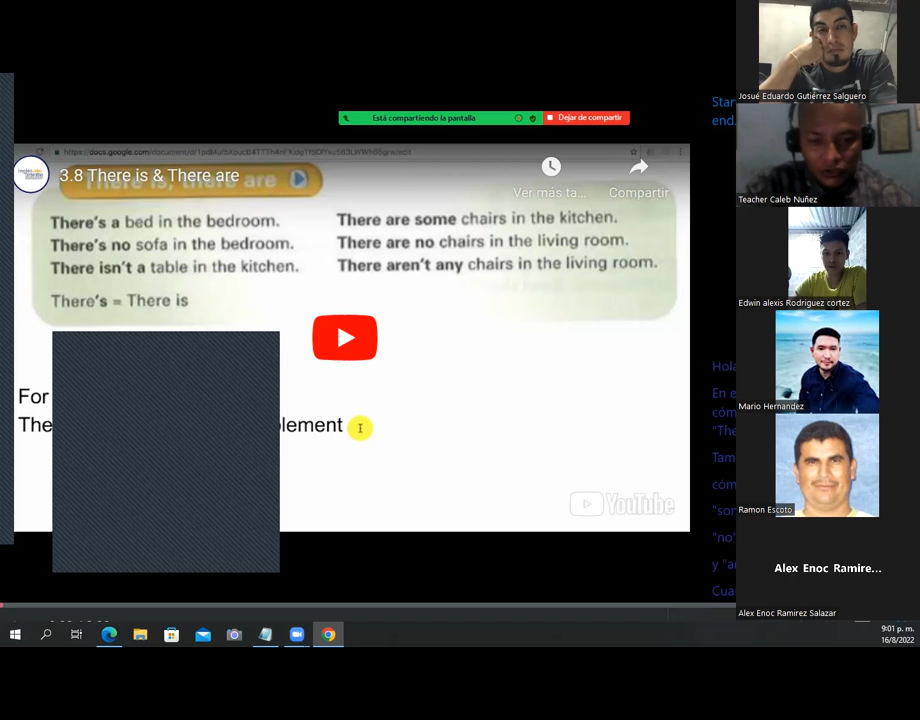 Está compartiendo la pantalla
Dejar de compartir
3.8 There is & There are
Ver más ta...
Compartir
There's a bed in the bedroom.
There's no sofa in the bedroom.
There isn't a table in the kitchen.
There's = There is
There are some chairs in the kitchen.
There are no chairs in the living room.
There aren't any chairs in the living room.
For
The
lement
YouTube
Star
end.
Hola
En e
cómo
"The
Tam
cóm
"som
"no"
y "a
Cua
Josué Eduardo Gutiérrez Salguero
Teacher Caleb Nuñez
Edwin alexis Rodriguez cortez
Mario Hernandez
Ramon Escoto
Alex Enoc Ramire...
Alex Enoc Ramirez Salazar
9:01 p. m.
16/8/2022